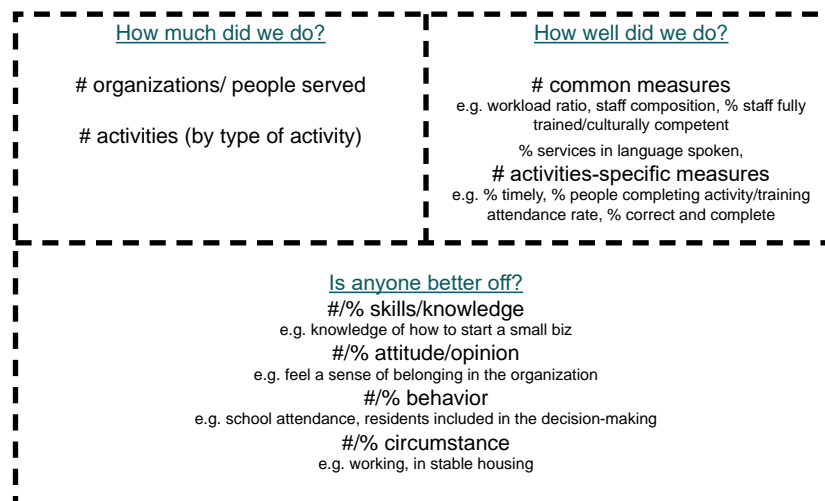 How much did we do?
# organizations/ people served
# activities (by type of activity)
How well did we do?
# common measures
e.g. workload ratio, staff composition, % staff fully
trained/culturally competent
% services in language spoken,
# activities-specific measures
e.g. % timely, % people completing activity/training
attendance rate, % correct and complete
Is anyone better off?
#/% skills/knowledge
e.g. knowledge of how to start a small biz
#/% attitude/opinion
e.g. feel a sense of belonging in the organization
#/% behavior
e.g. school attendance, residents included in the decision-making
#/% circumstance
e.g. working, in stable housing